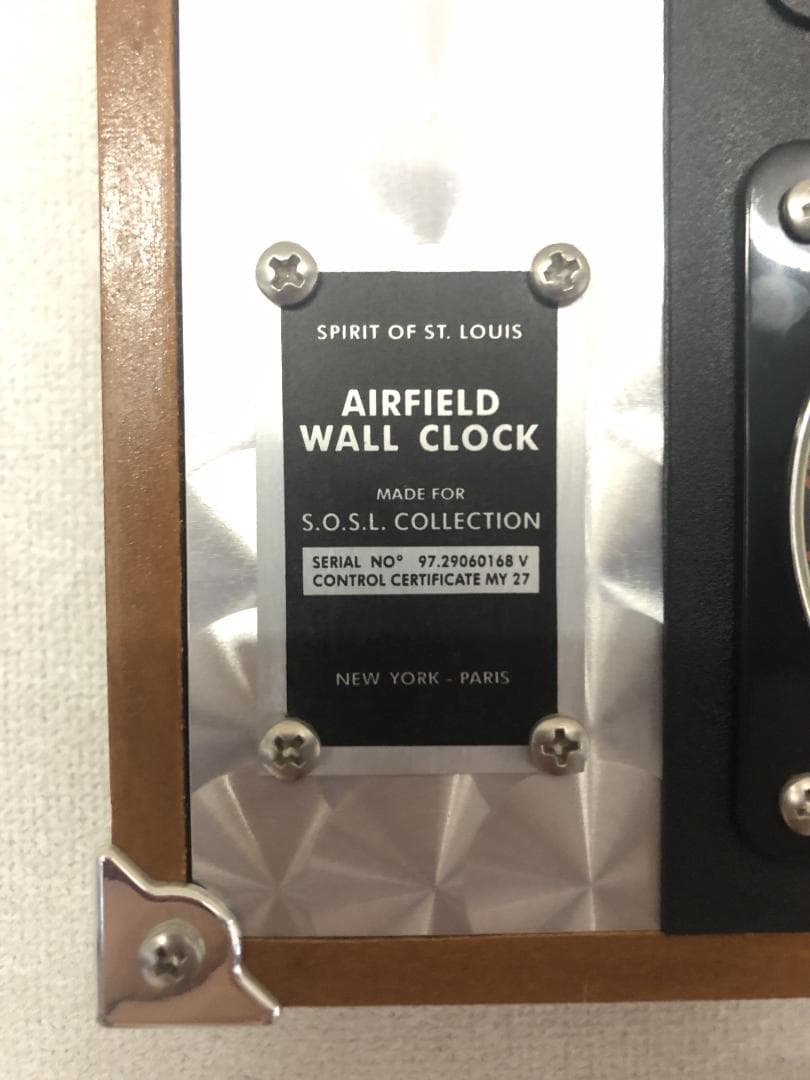 SPIRIT OF ST. LOUIS
AIRFIELD
WALL CLOCK
MADE FOR
S.O.S.L. COLLECTION
SERIAL NO° 97.29060168 V
CONTROL CERTIFICATE MY 27
NEW YORK - PARIS